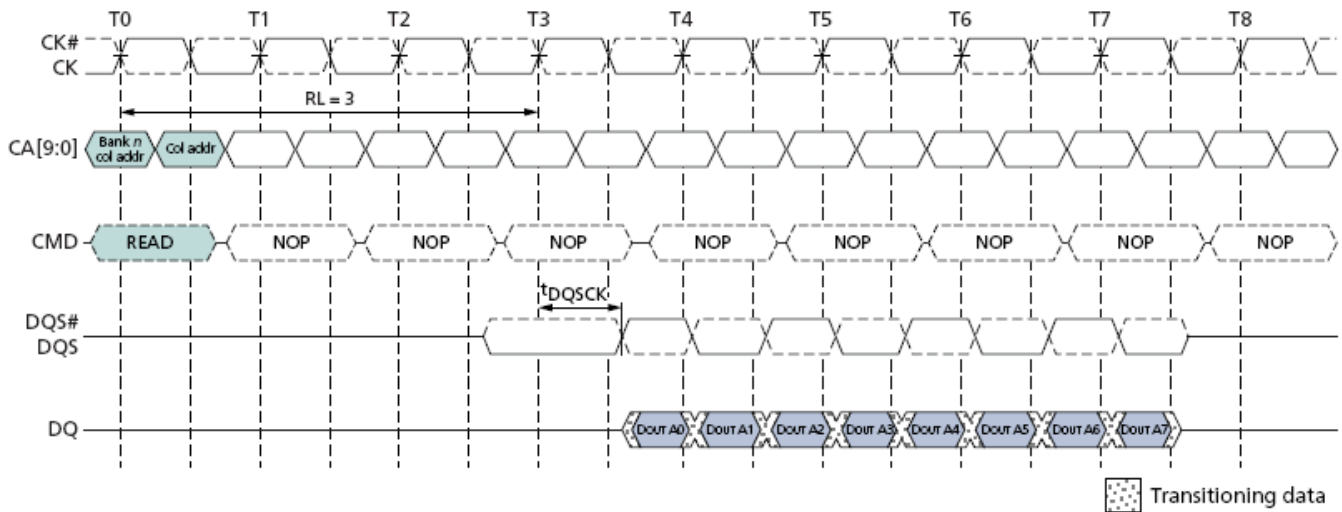 T0 T1 T2 T3 T4 T5 T6 T7 T8
CK#
CK
RL = 3
CA[9:0] Bank n col addr Col addr
CMD READ NOP NOP NOP NOP NOP NOP NOP NOP
tDQSCK
DQS#
DQS
DQ DOUT A0 DOUT A1 DOUT A2 DOUT A3 DOUT A4 DOUT A5 DOUT A6 DOUT A7
Transitioning data